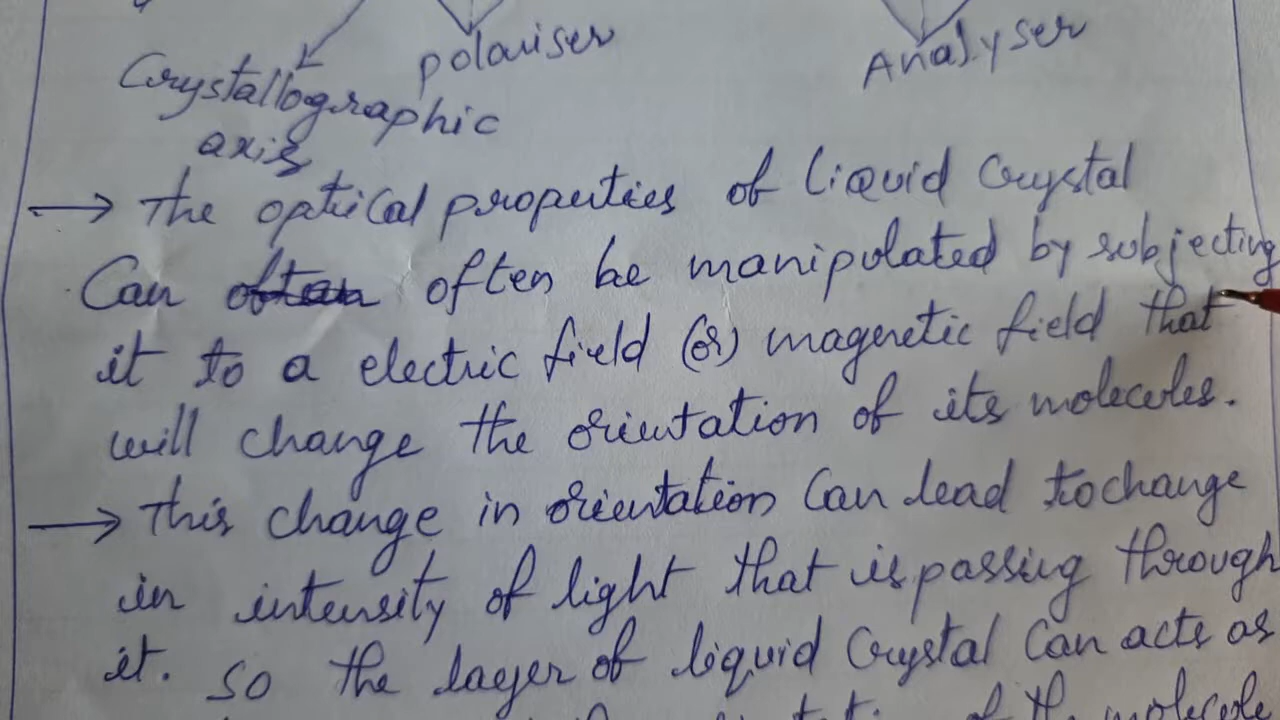 polariser
Analyser
Crystallographic
axis
→ The optical properties of liquid Crystal
Can often be manipulated by subjecting
it to a electric field (or) magnetic field that
will change the orientation of its molecules.
→ This change in orientation Can lead to change
in intensity of light that is passing through
it. So the layer of liquid Crystal Can acts as
of the molecule